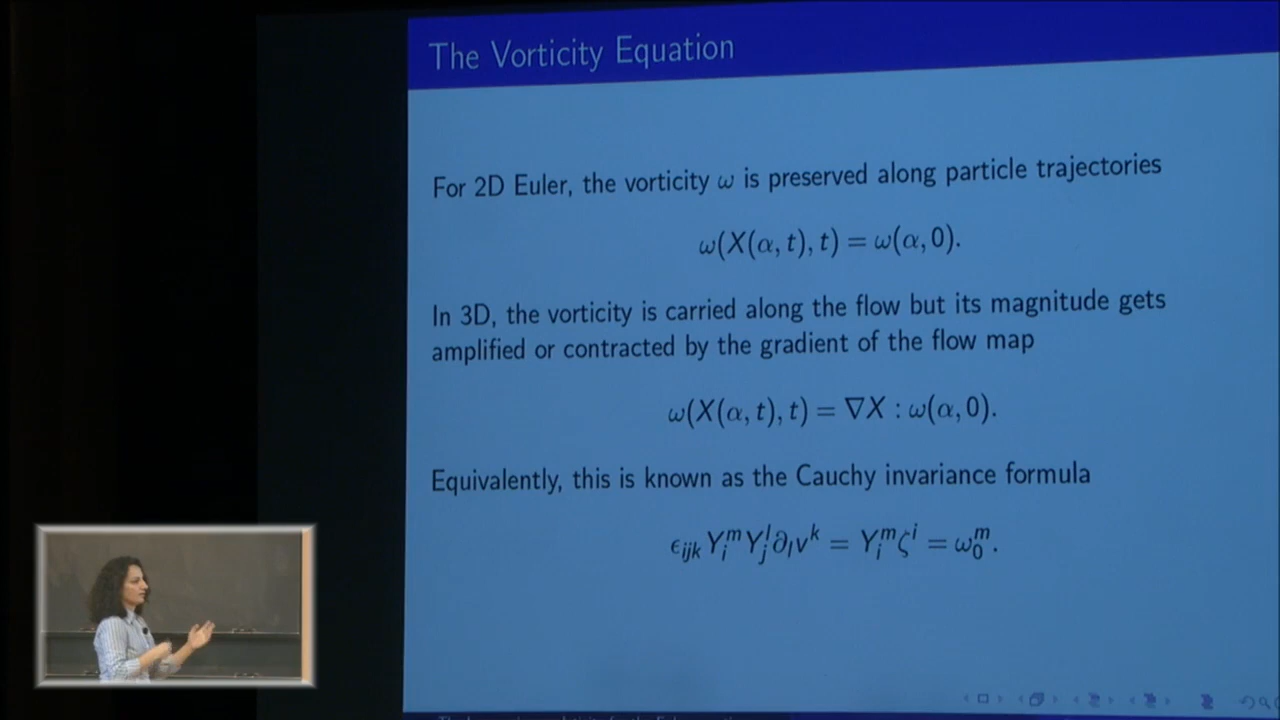 The Vorticity Equation
For 2D Euler, the vorticity ω is preserved along particle trajectories
ω(X(α, t), t) = ω(α, 0).
In 3D, the vorticity is carried along the flow but its magnitude gets
amplified or contracted by the gradient of the flow map
ω(X(α, t), t) = ∇X : ω(α, 0).
Equivalently, this is known as the Cauchy invariance formula
ϵ_{ijk} Y_i^m Y_j^l ∂_l v^k = Y_i^m ζ^i = ω_0^m.